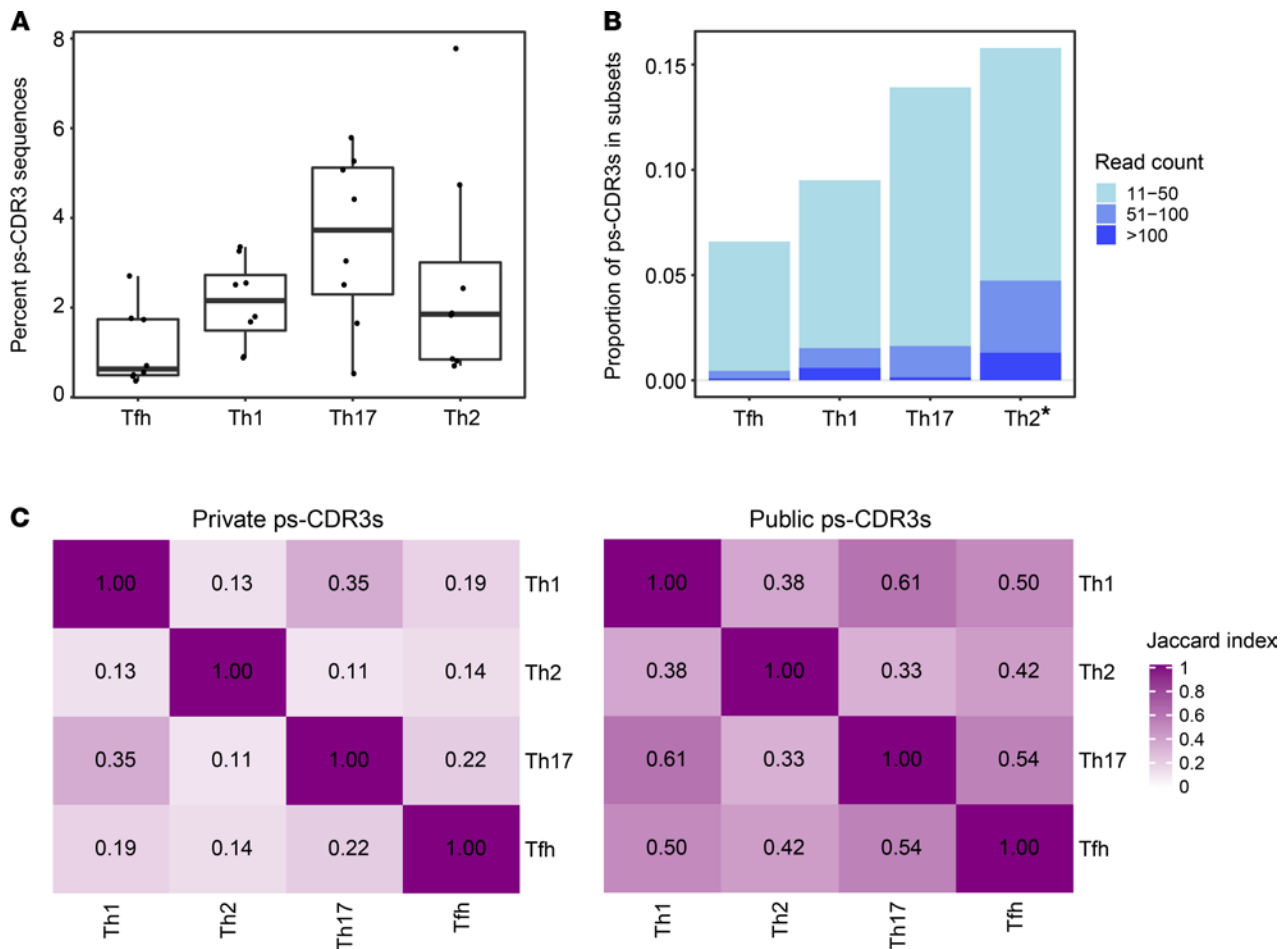 A
Percent ps-CDR3 sequences
8
6
4
2
0
Tfh Th1 Th17 Th2
B
Proportion of ps-CDR3s in subsets
0.15
0.10
0.05
0.00
Tfh Th1 Th17 Th2*
Read count
11–50
51–100
>100
C
Private ps-CDR3s
1.00 0.13 0.35 0.19 Th1
0.13 1.00 0.11 0.14 Th2
0.35 0.11 1.00 0.22 Th17
0.19 0.14 0.22 1.00 Tfh
Th1 Th2 Th17 Tfh
Public ps-CDR3s
1.00 0.38 0.61 0.50 Th1
0.38 1.00 0.33 0.42 Th2
0.61 0.33 1.00 0.54 Th17
0.50 0.42 0.54 1.00 Tfh
Th1 Th2 Th17 Tfh
Jaccard index
1
0.8
0.6
0.4
0.2
0